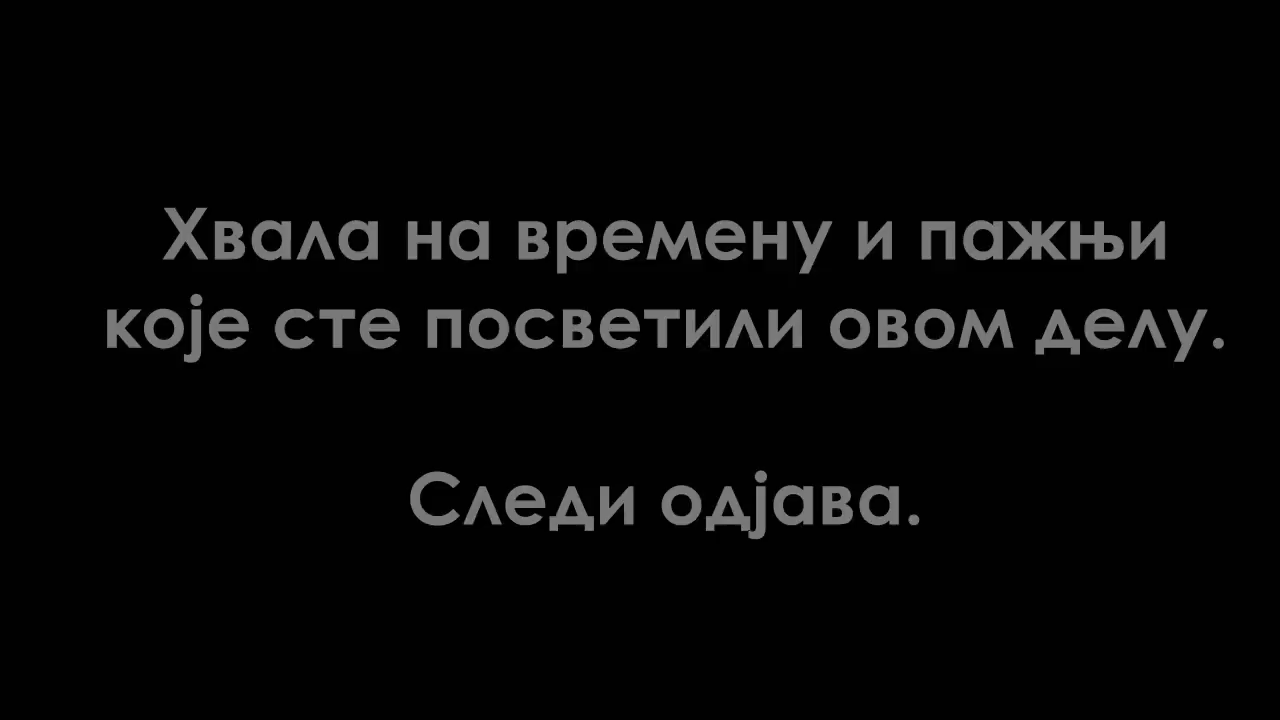 Хвала на времену и пажњи
које сте посветили овом делу.
Следи одјава.